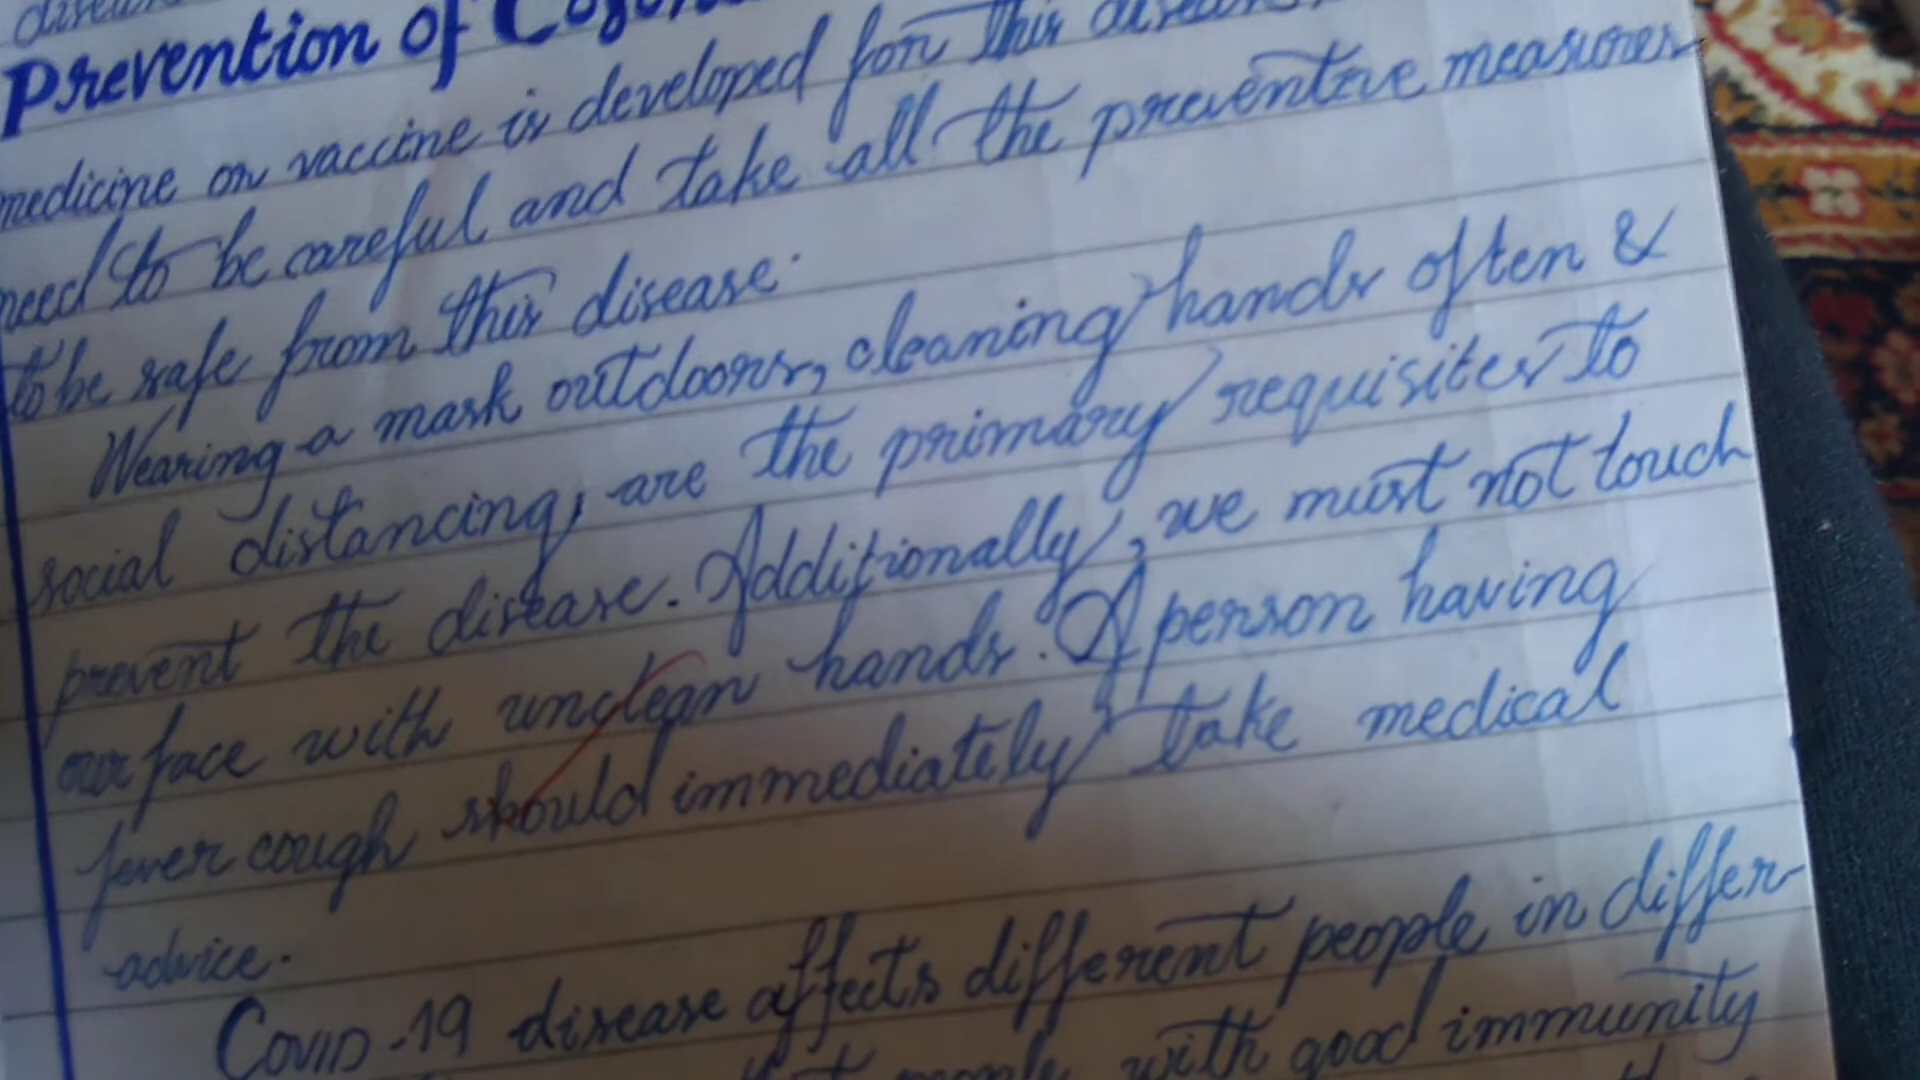 Prevention of
medicine or vaccine is developed for this
need to be careful and take all the preventive measures
to be safe from this disease.
Wearing a mask outdoors, cleaning hands often &
social distancing, are the primary requisites to
prevent the disease. Additionally, we must not touch
our face with unclean hands. A person having
fever cough should immediately take medical
advice.
COVID-19 disease affects different people in differ-
people with good immunity